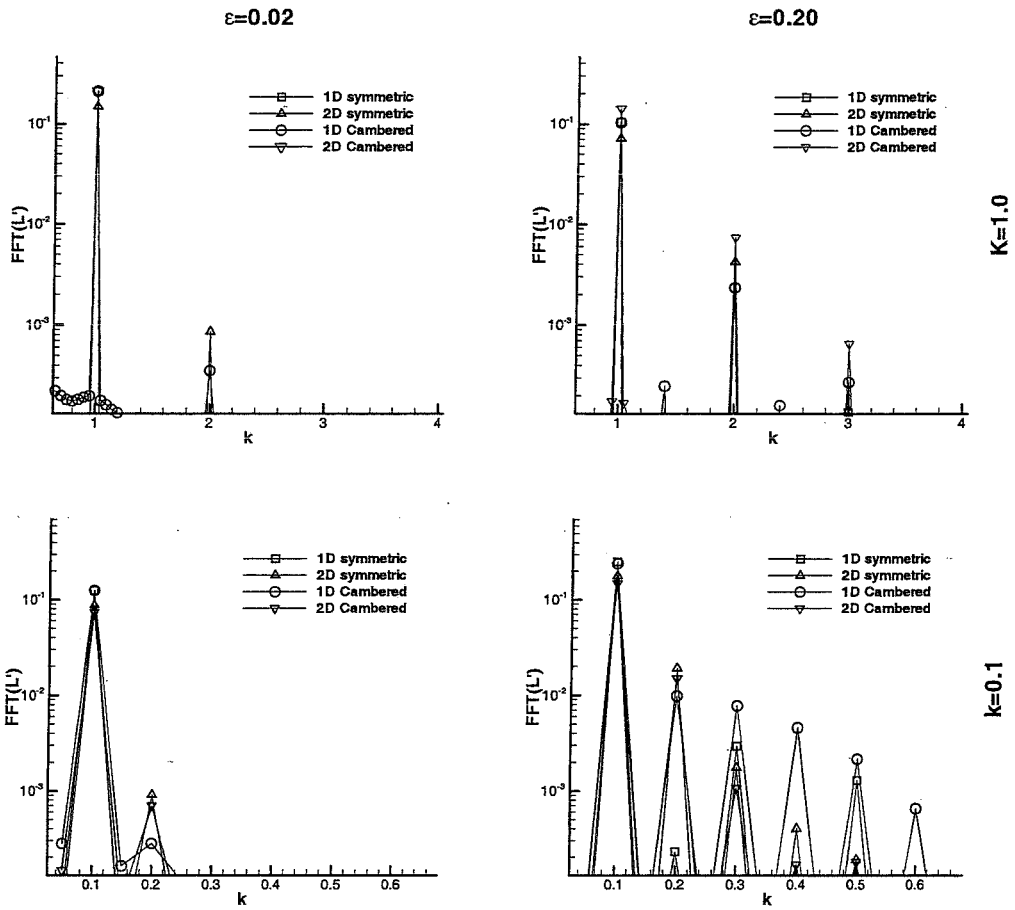 ε=0.02
ε=0.20
1D symmetric
2D symmetric
1D Cambered
2D Cambered
10⁻¹
10⁻²
10⁻³
FFT(L')
1 2 3 4
k
1D symmetric
2D symmetric
1D Cambered
2D Cambered
10⁻¹
10⁻²
10⁻³
FFT(L')
1 2 3 4
k
K=1.0
1D symmetric
2D symmetric
1D Cambered
2D Cambered
10⁻¹
10⁻²
10⁻³
FFT(L')
0.1 0.2 0.3 0.4 0.5 0.6
k
1D symmetric
2D symmetric
1D Cambered
2D Cambered
10⁻¹
10⁻²
10⁻³
FFT(L')
0.1 0.2 0.3 0.4 0.5 0.6
k
k=0.1